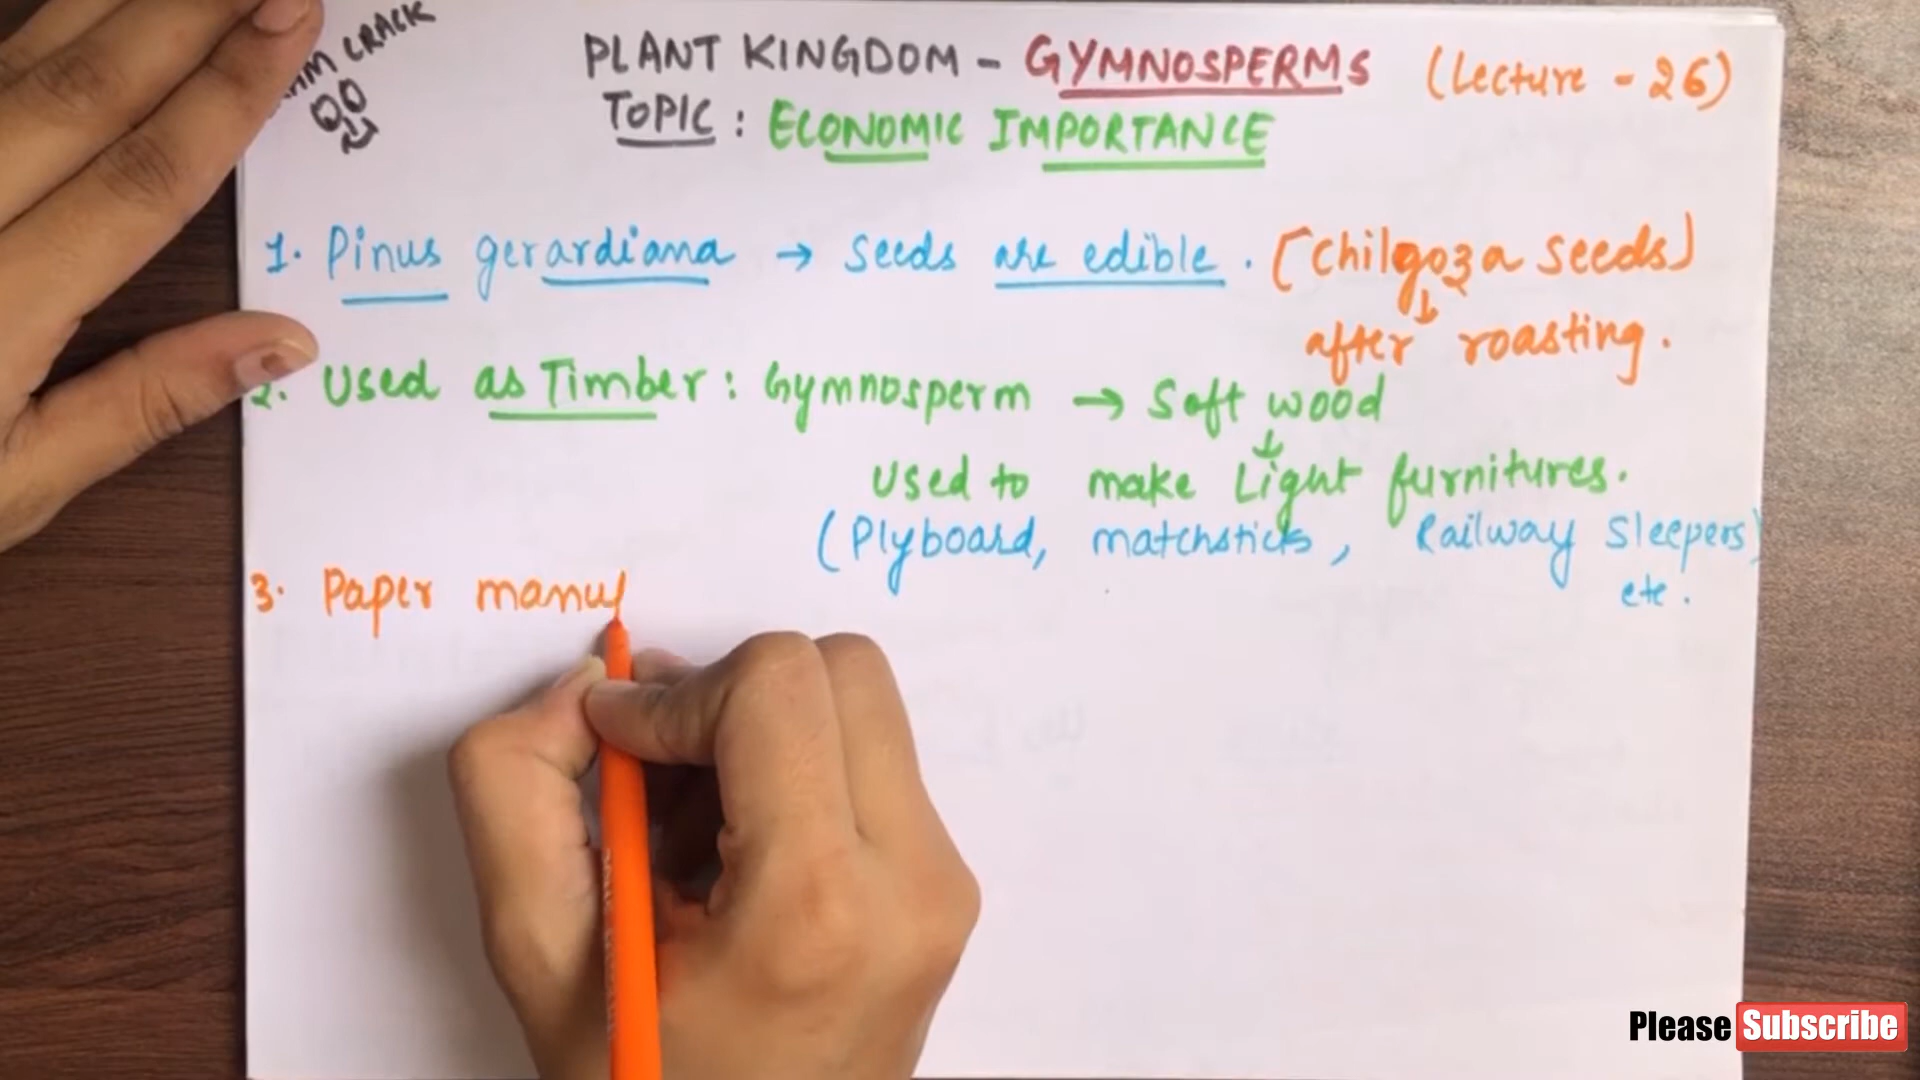 CRACK
PLANT KINGDOM - GYMNOSPERMS (Lecture - 26)
TOPIC : ECONOMIC IMPORTANCE
1. Pinus gerardiana → seeds are edible. (Chilgoza seeds)
↓
after roasting.
2. Used as Timber: Gymnosperm → Soft wood
↓
Used to make Light furnitures.
(Plyboard, matchsticks, Railway Sleepers)
etc.
3. Paper manuf
Please Subscribe